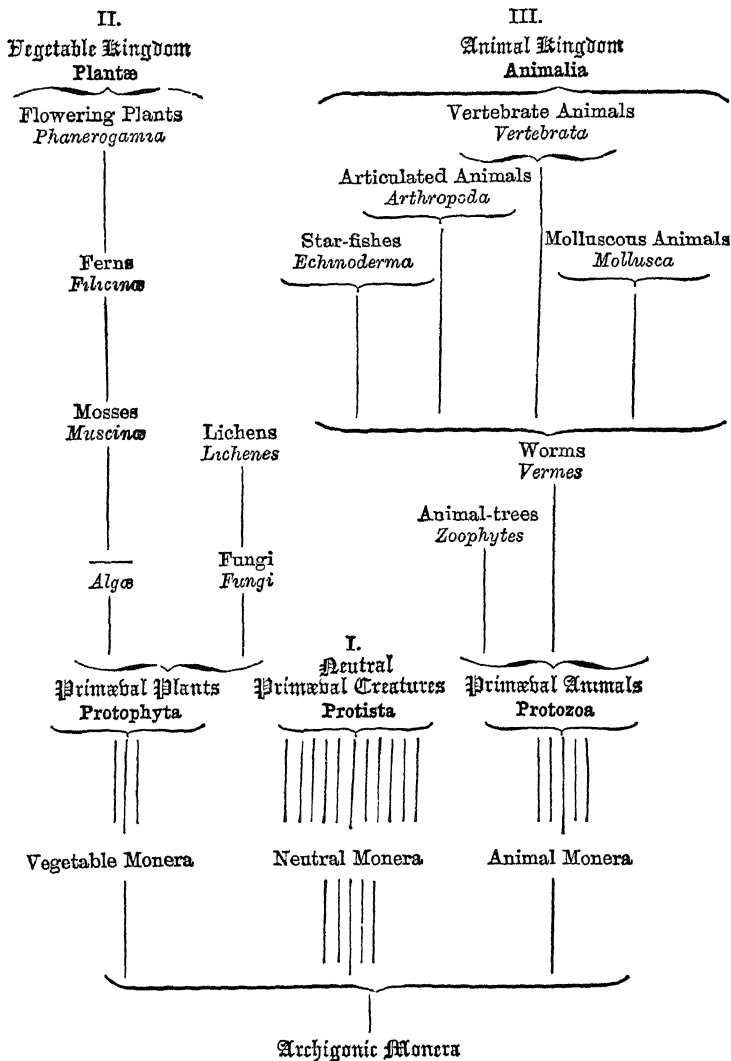 II.
Vegetable Kingdom
Plantæ
Flowering Plants
Phanerogamia
Ferns
Filicinæ
Mosses
Muscinæ
Lichens
Lichenes
Algæ
Fungi
Fungi
III.
Animal Kingdom
Animalia
Vertebrate Animals
Vertebrata
Articulated Animals
Arthropoda
Star-fishes
Echinoderma
Molluscous Animals
Mollusca
Worms
Vermes
Animal-trees
Zoophytes
Primæval Plants
Protophyta
I.
Neutral
Primæval Creatures
Protista
Primæval Animals
Protozoa
Vegetable Monera
Neutral Monera
Animal Monera
Archigonic Monera